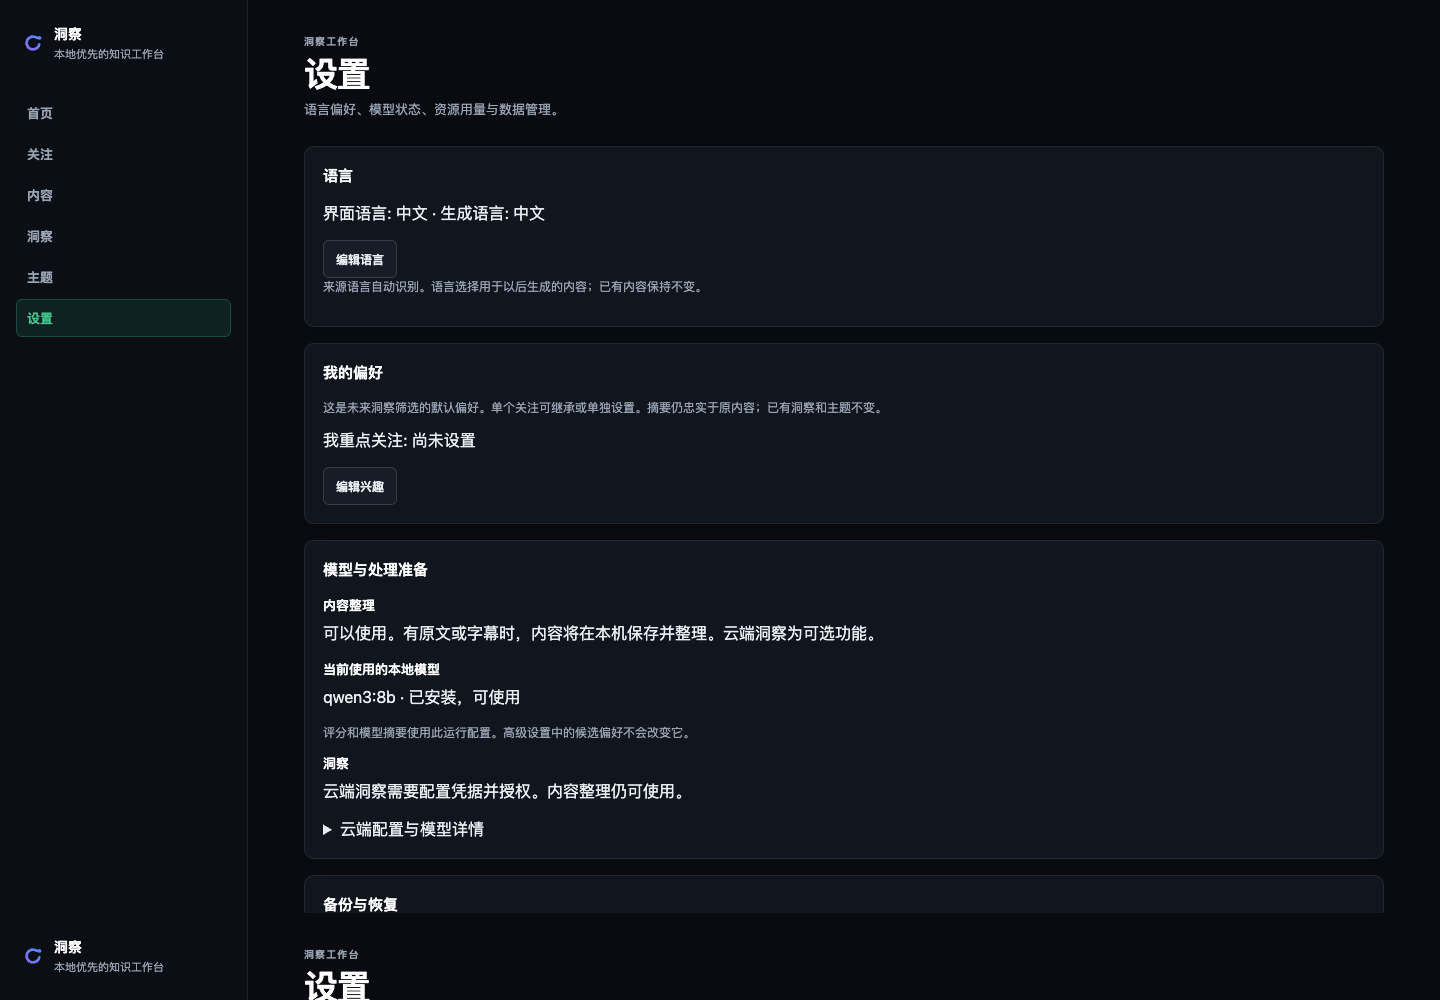 洞察
本地优先的知识工作台
首页
关注
内容
洞察
主题
设置
洞察工作台
设置
语言偏好、模型状态、资源用量与数据管理。
语言
界面语言: 中文 · 生成语言: 中文
编辑语言
来源语言自动识别。语言选择用于以后生成的内容；已有内容保持不变。
我的偏好
这是未来洞察筛选的默认偏好。单个关注可继承或单独设置。摘要仍忠实于原内容；已有洞察和主题不变。
我重点关注: 尚未设置
编辑兴趣
模型与处理准备
内容整理
可以使用。有原文或字幕时，内容将在本机保存并整理。云端洞察为可选功能。
当前使用的本地模型
qwen3:8b · 已安装，可使用
评分和模型摘要使用此运行配置。高级设置中的候选偏好不会改变它。
洞察
云端洞察需要配置凭据并授权。内容整理仍可使用。
云端配置与模型详情
备份与恢复
洞察
本地优先的知识工作台
洞察工作台
设置